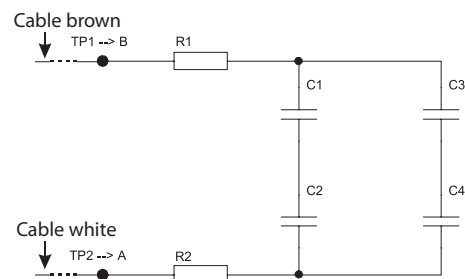 Cable brown
TP1 --> B
R1
C1
C3
C2
C4
Cable white
TP2 --> A
R2